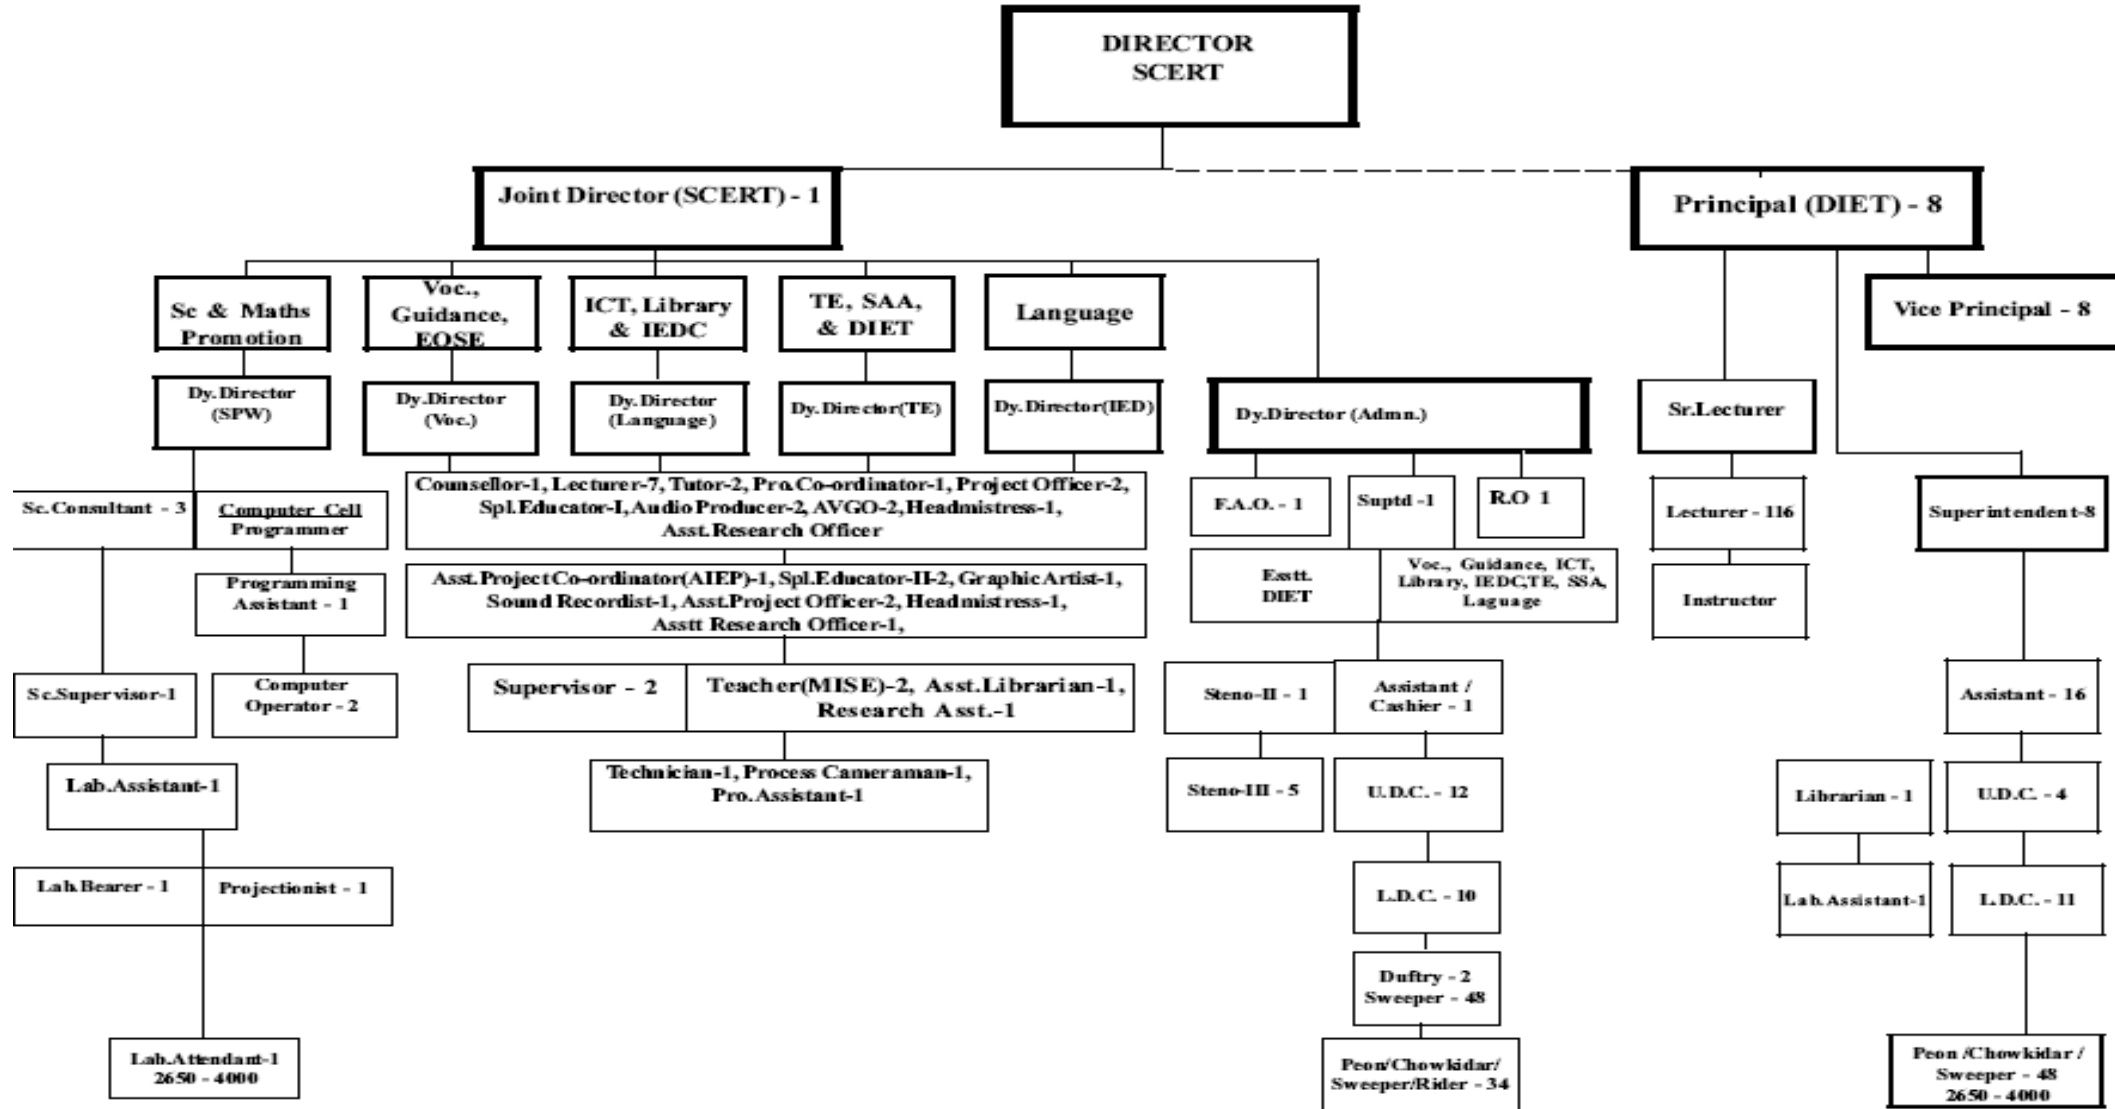 DIRECTOR
SCERT
Joint Director (SCERT) - 1
Principal (DIET) - 8
Sc & Maths
Promotion
Voc.,
Guidance,
EOSE
ICT, Library
& IEDC
TE, SAA,
& DIET
Language
Vice Principal - 8
Dy.Director
(SPW)
Dy.Director
(Voc.)
Dy.Director
(Language)
Dy.Director(TE)
Dy.Director(IED)
Dy.Director (Admn.)
Sr.Lecturer
Sc.Consultant - 3
Computer Cell
Programmer
Counsellor-1, Lecturer-7, Tutor-2, Pro.Co-ordinator-1, Project Officer-2,
Spl.Educator-I, Audio Producer-2, AVGO-2, Headmistress-1,
Asst.Research Officer
F.A.O. - 1
Suptd -1
R.O 1
Lecturer - 116
Superintendent-8
Programming
Assistant - 1
Asst.Project Co-ordinator(AIEP)-1, Spl.Educator-II-2, Graphic Artist-1,
Sound Recordist-1, Asst.Project Officer-2, Headmistress-1,
Asstt Research Officer-1,
Esstt.
DIET
Voc., Guidance, ICT,
Library, IEDC,TE, SSA,
Laguage
Instructor
Sc.Supervisor-1
Computer
Operator - 2
Supervisor - 2
Teacher(MISE)-2, Asst.Librarian-1,
Research Asst.-1
Steno-II - 1
Assistant /
Cashier - 1
Assistant - 16
Lab.Assistant-1
Technician-1, Process Cameraman-1,
Pro.Assistant-1
Steno-III - 5
U.D.C. - 12
Librarian - 1
U.D.C. - 4
Lab.Bearer - 1
Projectionist - 1
L.D.C. - 10
Lab.Assistant-1
L.D.C. - 11
Duftry - 2
Sweeper - 48
Lab.Attendant-1
2650 - 4000
Peon/Chowkidar/
Sweeper/Rider - 34
Peon /Chowkidar /
Sweeper - 48
2650 - 4000